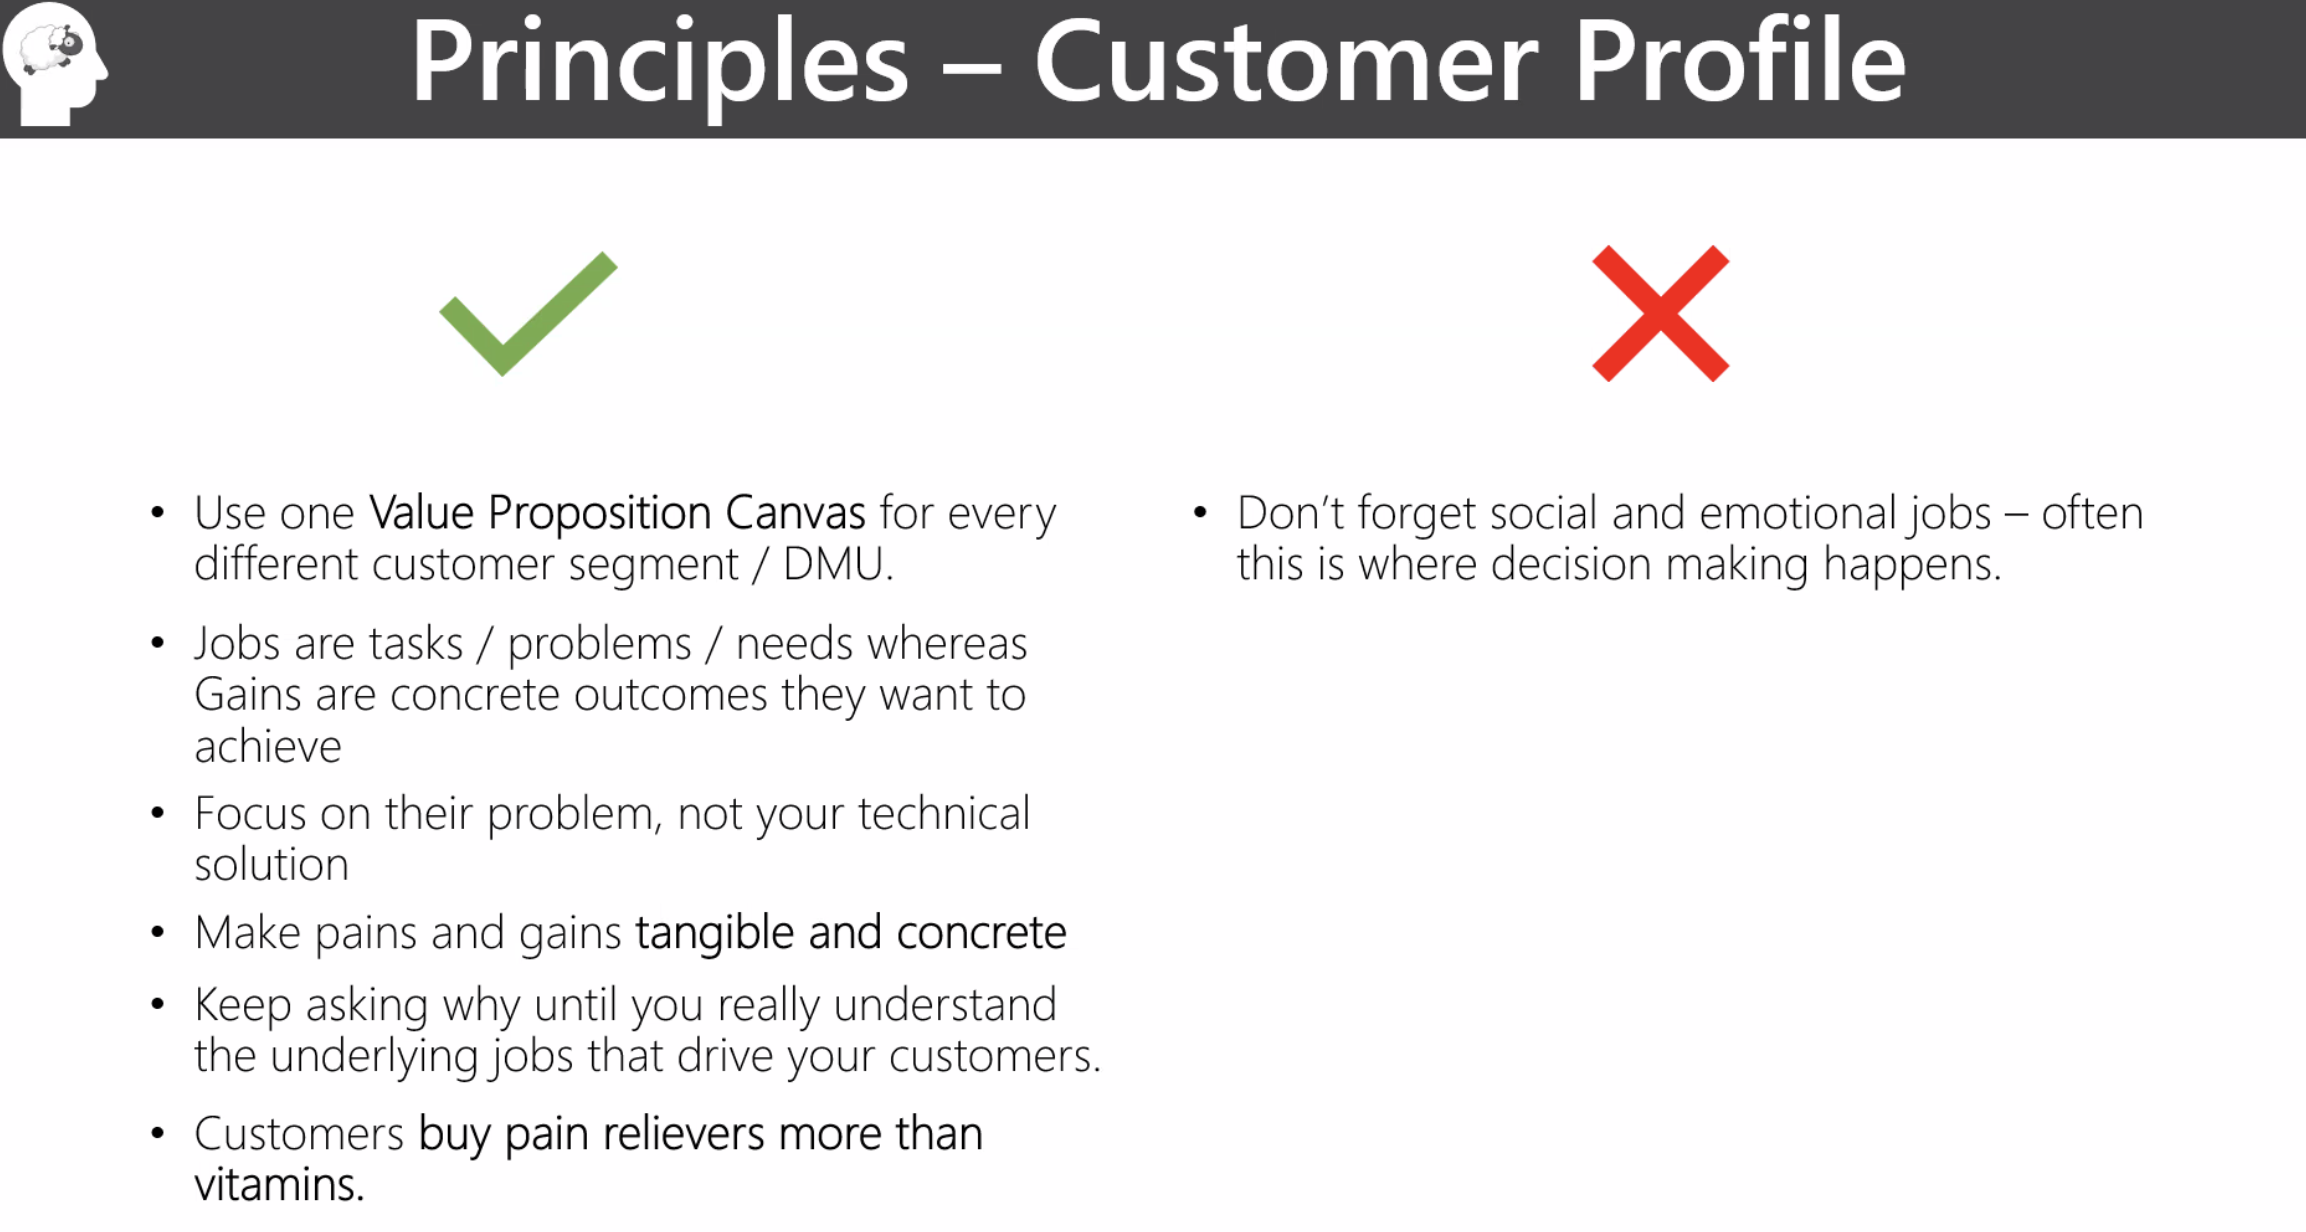 Principles – Customer Profile
• Use one Value Proposition Canvas for every
different customer segment / DMU.
• Jobs are tasks / problems / needs whereas
Gains are concrete outcomes they want to
achieve
• Focus on their problem, not your technical
solution
• Make pains and gains tangible and concrete
• Keep asking why until you really understand
the underlying jobs that drive your customers.
• Customers buy pain relievers more than
vitamins.
• Don’t forget social and emotional jobs – often
this is where decision making happens.